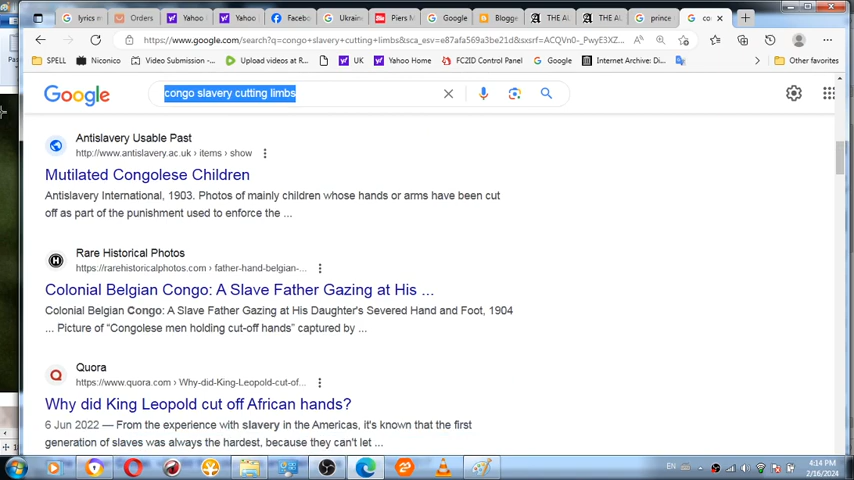 lyrics m
Orders
Yahoo
Yahoo
Facebo
Ukraine
Piers M
Google
Blogge
THE AU
THE AU
prince
co
https://www.google.com/search?q=congo+slavery+cutting+limbs&sca_esv=e87afa569a3be21d&sxsrf=ACQVn0-_PwyE3XZ...
SPELL
Niconico
Video Submission -...
Upload videos at R...
UK
Yahoo Home
FC2ID Control Panel
Google
Internet Archive: Di...
Other favorites
Google
congo slavery cutting limbs
Antislavery Usable Past
http://www.antislavery.ac.uk › items › show
Mutilated Congolese Children
Antislavery International, 1903. Photos of mainly children whose hands or arms have been cut
off as part of the punishment used to enforce the ...
Rare Historical Photos
https://rarehistoricalphotos.com › father-hand-belgian-...
Colonial Belgian Congo: A Slave Father Gazing at His ...
Colonial Belgian Congo: A Slave Father Gazing at His Daughter's Severed Hand and Foot, 1904
... Picture of "Congolese men holding cut-off hands" captured by ...
Quora
https://www.quora.com › Why-did-King-Leopold-cut-of...
Why did King Leopold cut off African hands?
6 Jun 2022 — From the experience with slavery in the Americas, it's known that the first
generation of slaves was always the hardest, because they can't let ...
EN
4:14 PM
2/16/2024